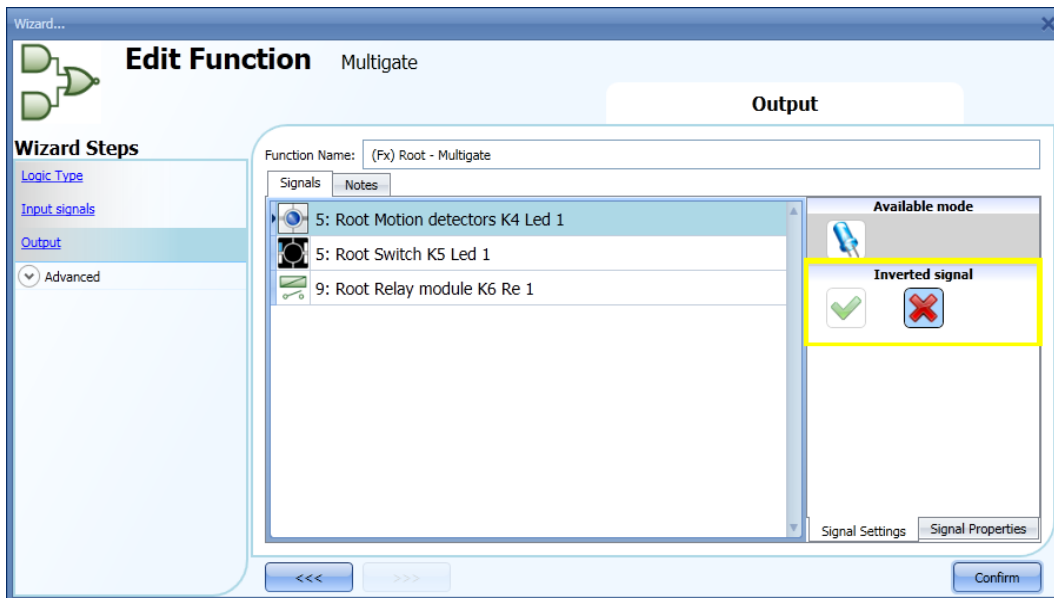 Wizard...
Edit Function Multigate
Output
Wizard Steps
Logic Type
Input signals
Output
Advanced
Function Name: (Fx) Root - Multigate
Signals Notes
5: Root Motion detectors K4 Led 1
5: Root Switch K5 Led 1
9: Root Relay module K6 Re 1
Available mode
Inverted signal
Signal Settings Signal Properties
<<< >>> Confirm